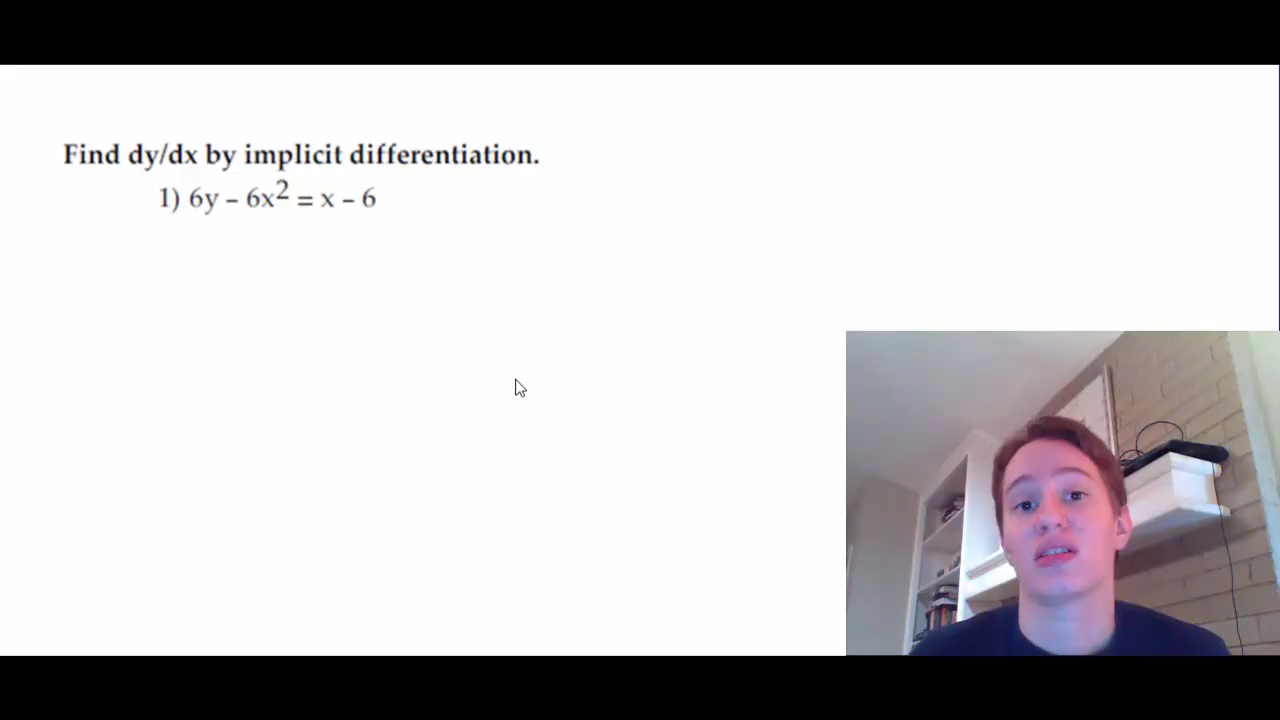 Find dy/dx by implicit differentiation.
1) 6y – 6x² = x – 6